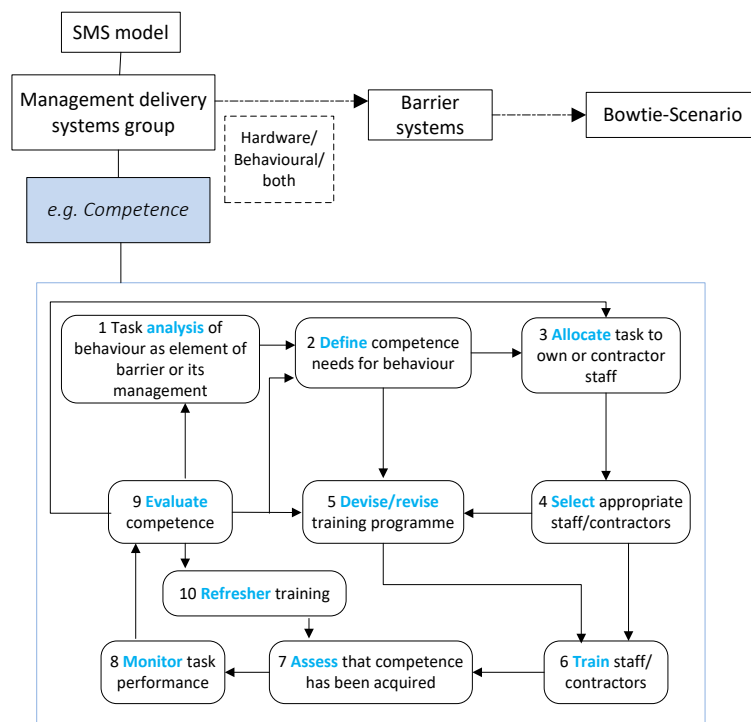 SMS model
Management delivery
systems group
Barrier
systems
Bowtie-Scenario
Hardware/
Behavioural/
both
e.g. Competence
1 Task analysis of
behaviour as element of
barrier or its
management
2 Define competence
needs for behaviour
3 Allocate task to
own or contractor
staff
9 Evaluate
competence
5 Devise/revise
training programme
4 Select appropriate
staff/contractors
10 Refresher training
8 Monitor task
performance
7 Assess that competence
has been acquired
6 Train staff/
contractors